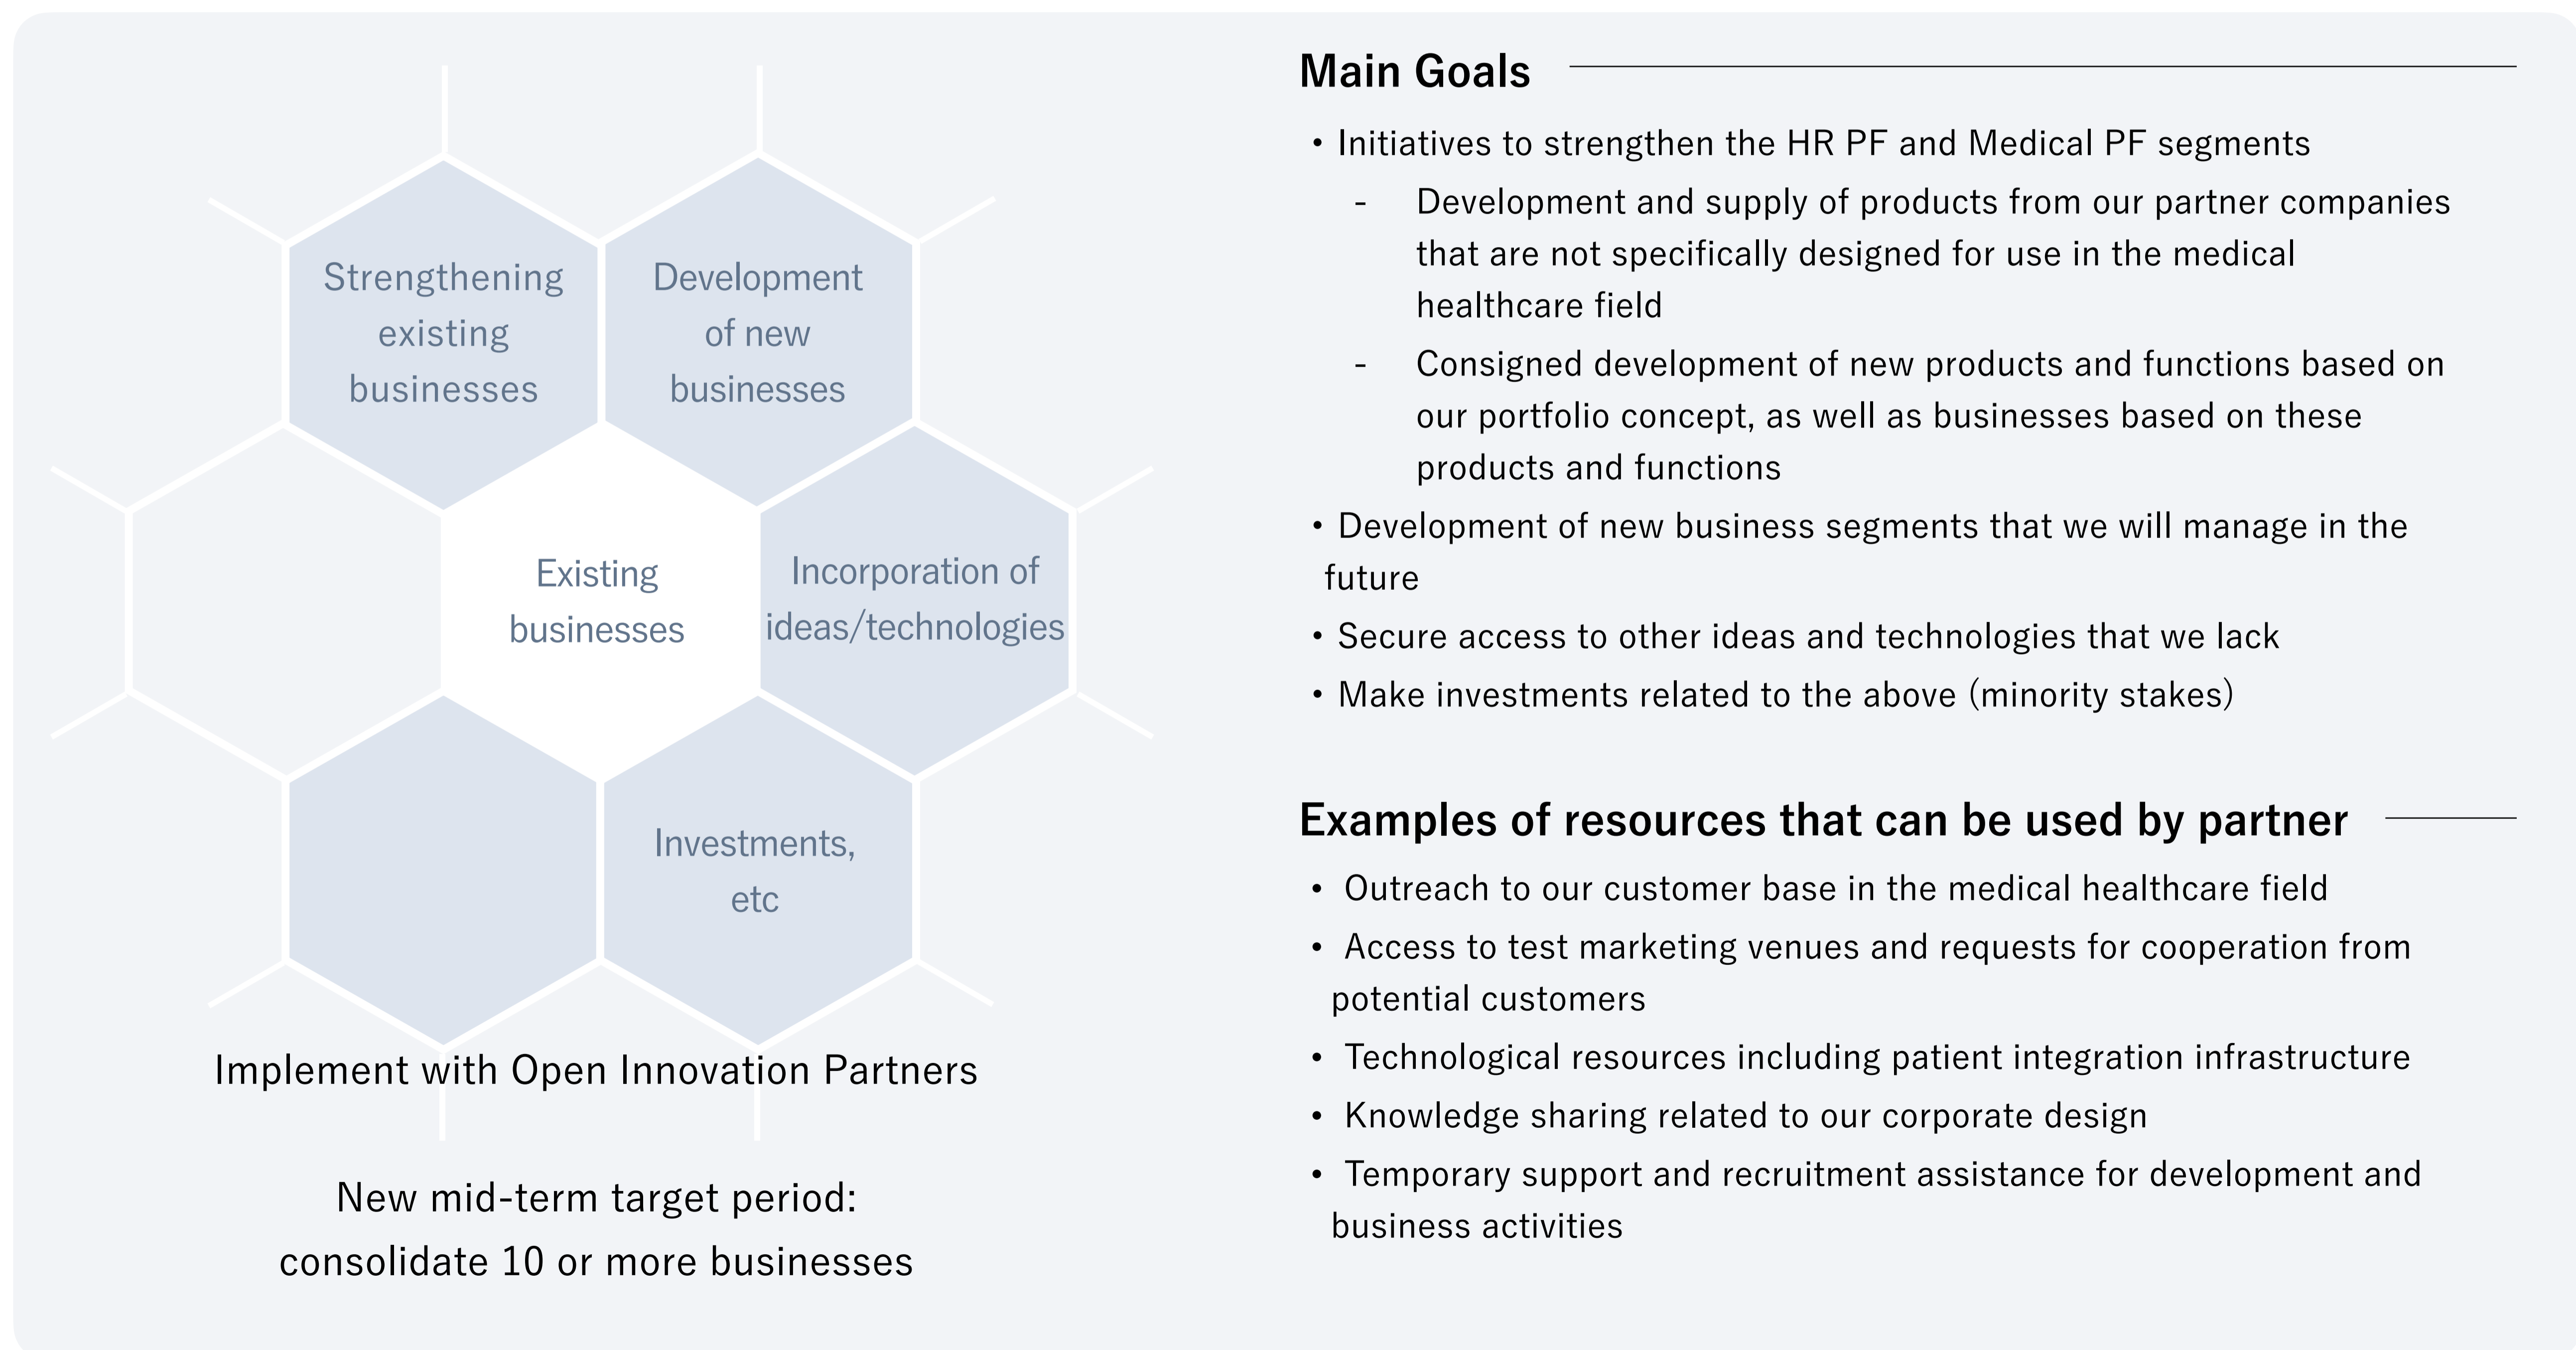 Strengthening
existing
businesses
Development
of new
businesses
Existing
businesses
Incorporation of
ideas/technologies
Investments,
etc
Implement with Open Innovation Partners
New mid-term target period:
consolidate 10 or more businesses
Main Goals
• Initiatives to strengthen the HR PF and Medical PF segments
- Development and supply of products from our partner companies
that are not specifically designed for use in the medical
healthcare field
- Consigned development of new products and functions based on
our portfolio concept, as well as businesses based on these
products and functions
• Development of new business segments that we will manage in the
future
• Secure access to other ideas and technologies that we lack
• Make investments related to the above (minority stakes)
Examples of resources that can be used by partner
• Outreach to our customer base in the medical healthcare field
• Access to test marketing venues and requests for cooperation from
potential customers
• Technological resources including patient integration infrastructure
• Knowledge sharing related to our corporate design
• Temporary support and recruitment assistance for development and
business activities